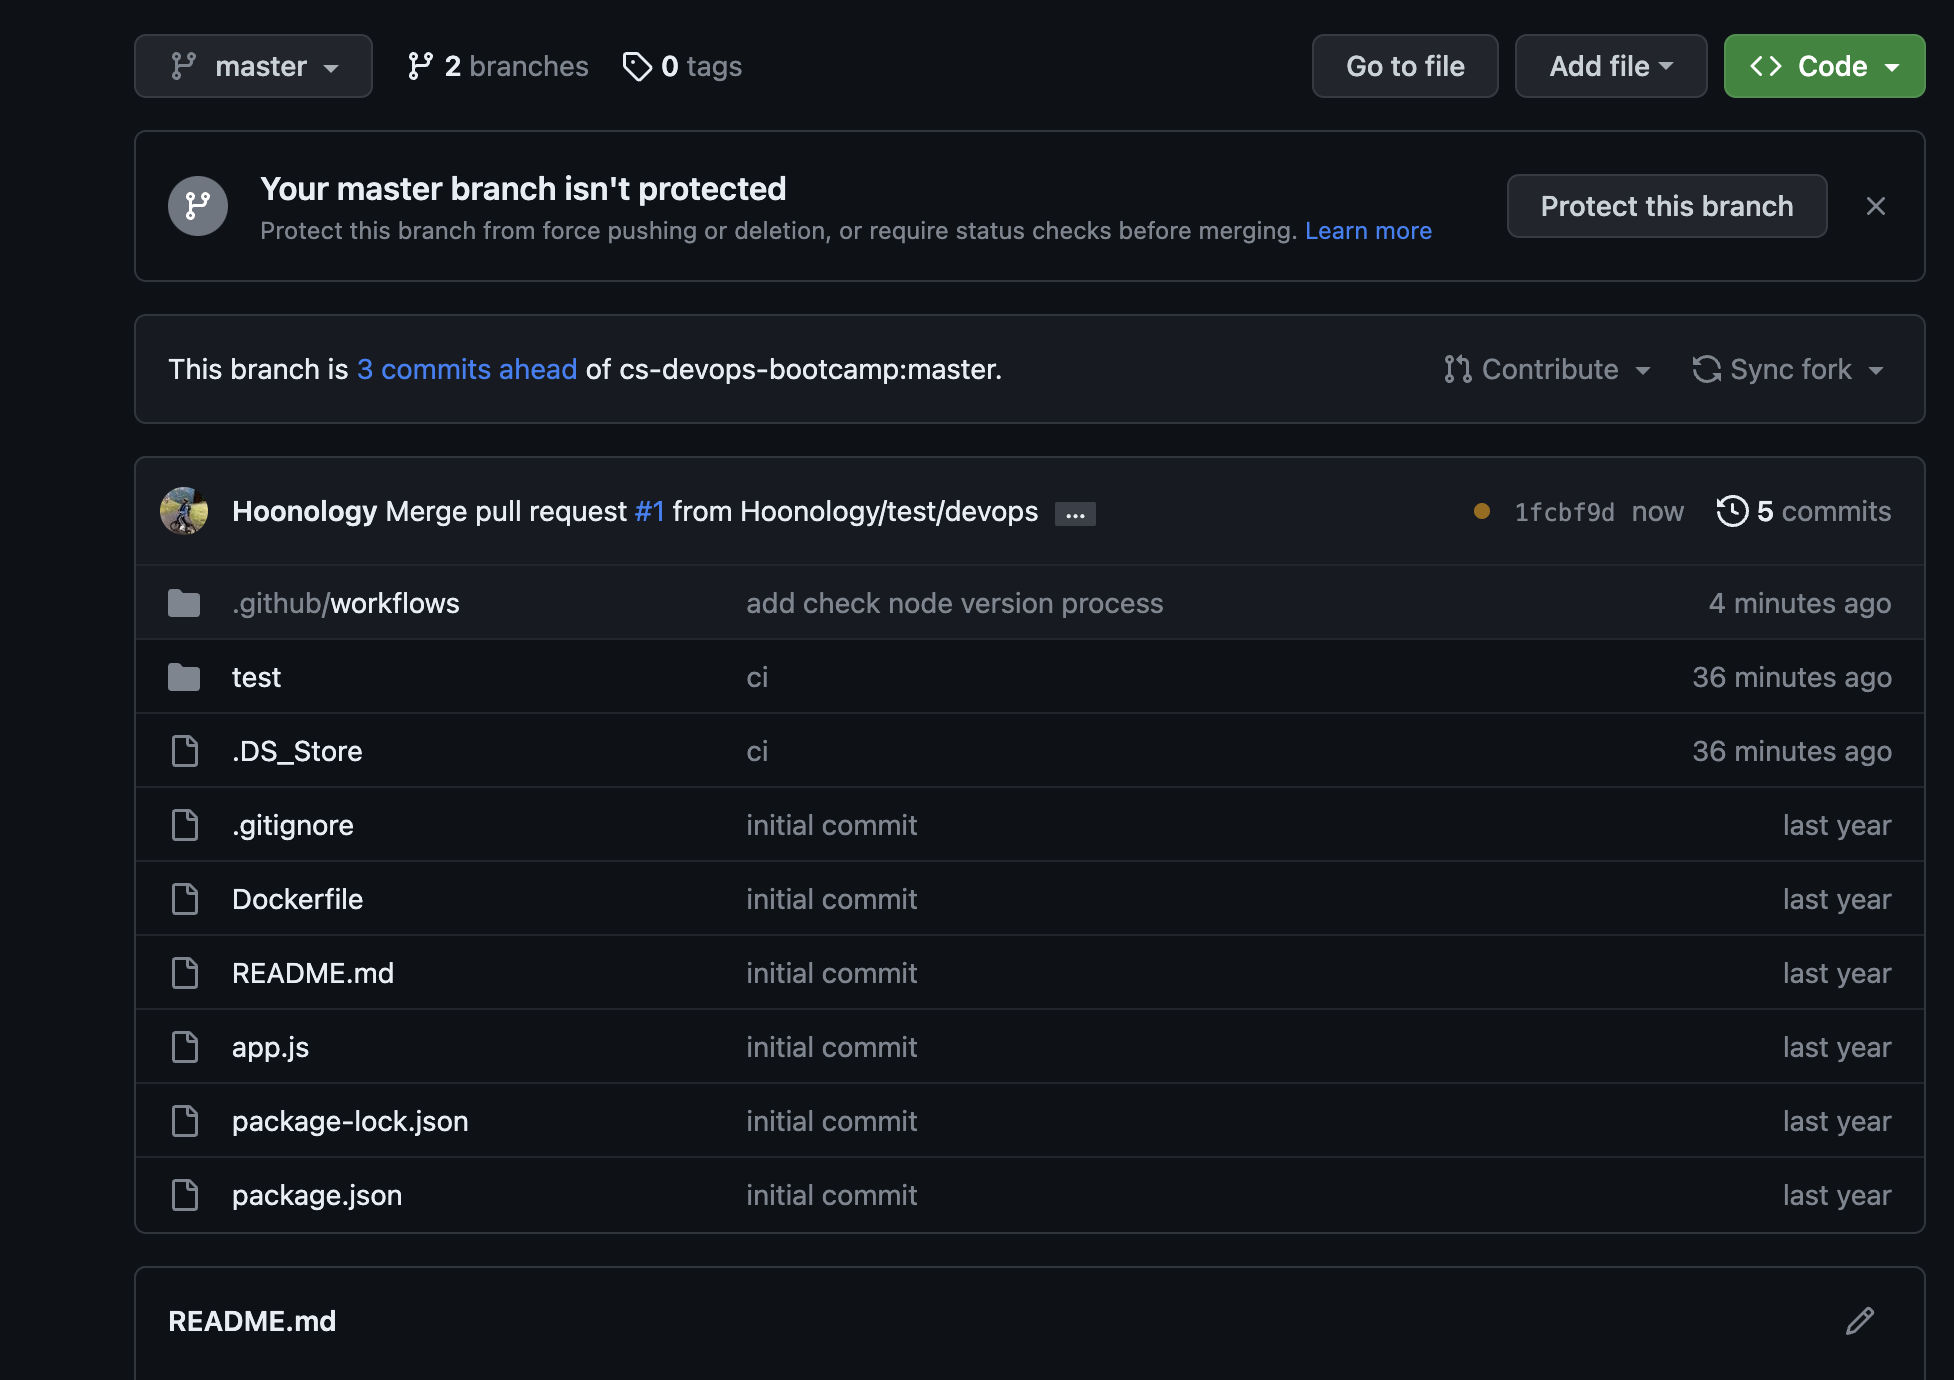 master 2 branches 0 tags Go to file Add file Code
Your master branch isn't protected
Protect this branch from force pushing or deletion, or require status checks before merging. Learn more
Protect this branch
This branch is 3 commits ahead of cs-devops-bootcamp:master. Contribute Sync fork
Hoonology Merge pull request #1 from Hoonology/test/devops ... 1fcbf9d now 5 commits
.github/workflows add check node version process 4 minutes ago
test ci 36 minutes ago
.DS_Store ci 36 minutes ago
.gitignore initial commit last year
Dockerfile initial commit last year
README.md initial commit last year
app.js initial commit last year
package-lock.json initial commit last year
package.json initial commit last year
README.md